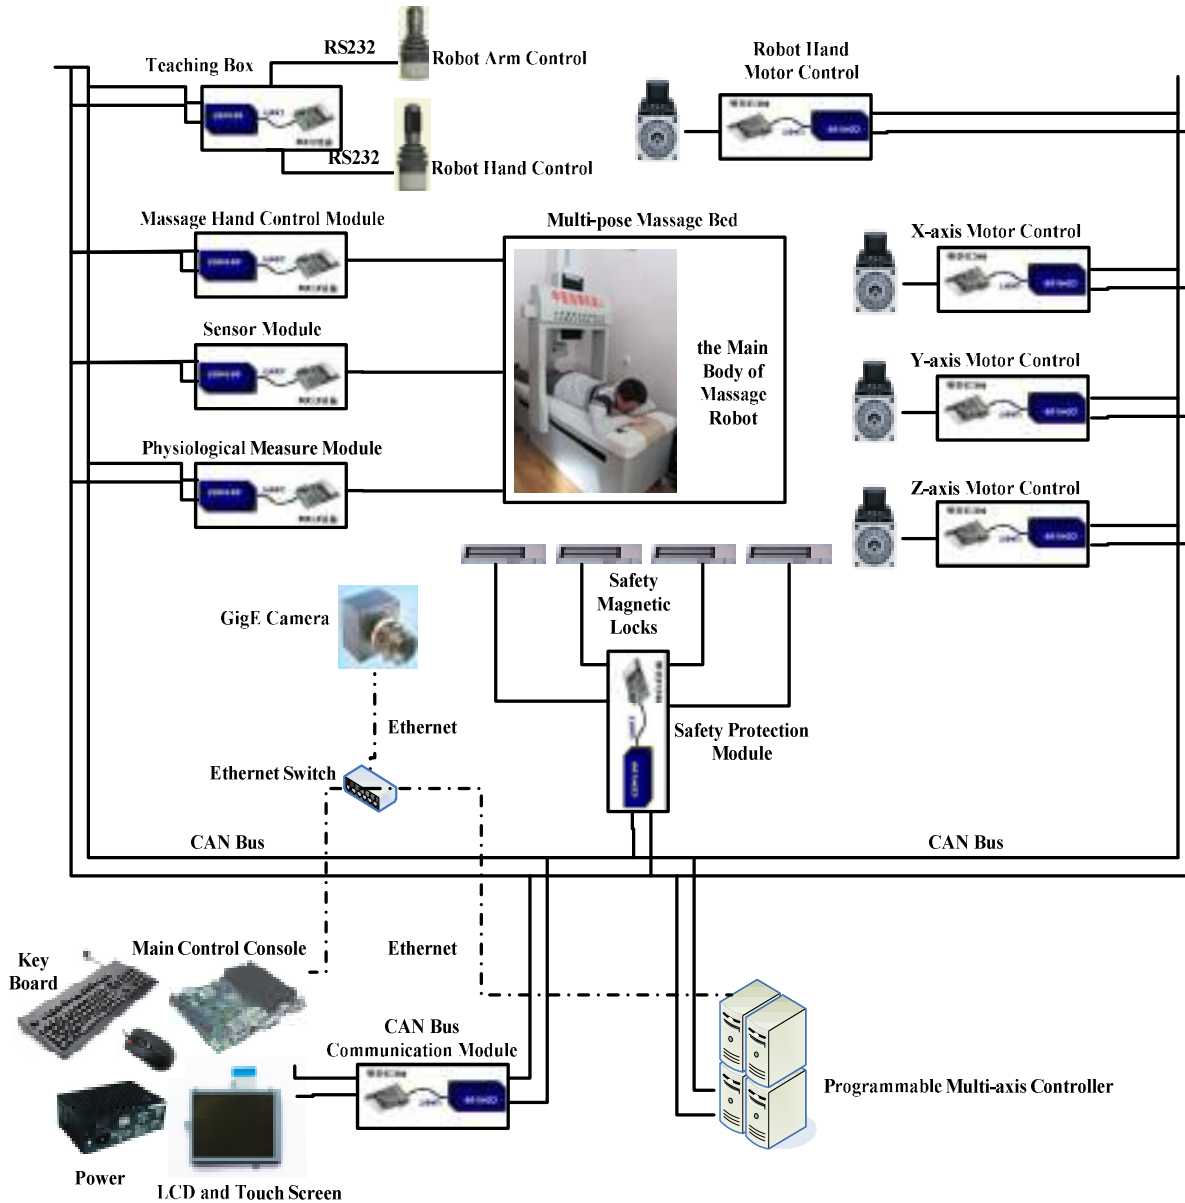 RS232
Robot Arm Control
Teaching Box
RS232
Robot Hand Control
Robot Hand
Motor Control
Massage Hand Control Module
Multi-pose Massage Bed
X-axis Motor Control
Sensor Module
the Main
Body of
Massage
Robot
Y-axis Motor Control
Physiological Measure Module
Z-axis Motor Control
Safety
Magnetic
Locks
GigE Camera
Ethernet
Safety Protection
Module
Ethernet Switch
CAN Bus
CAN Bus
Main Control Console
Ethernet
Key
Board
CAN Bus
Communication Module
Programmable Multi-axis Controller
Power
LCD and Touch Screen